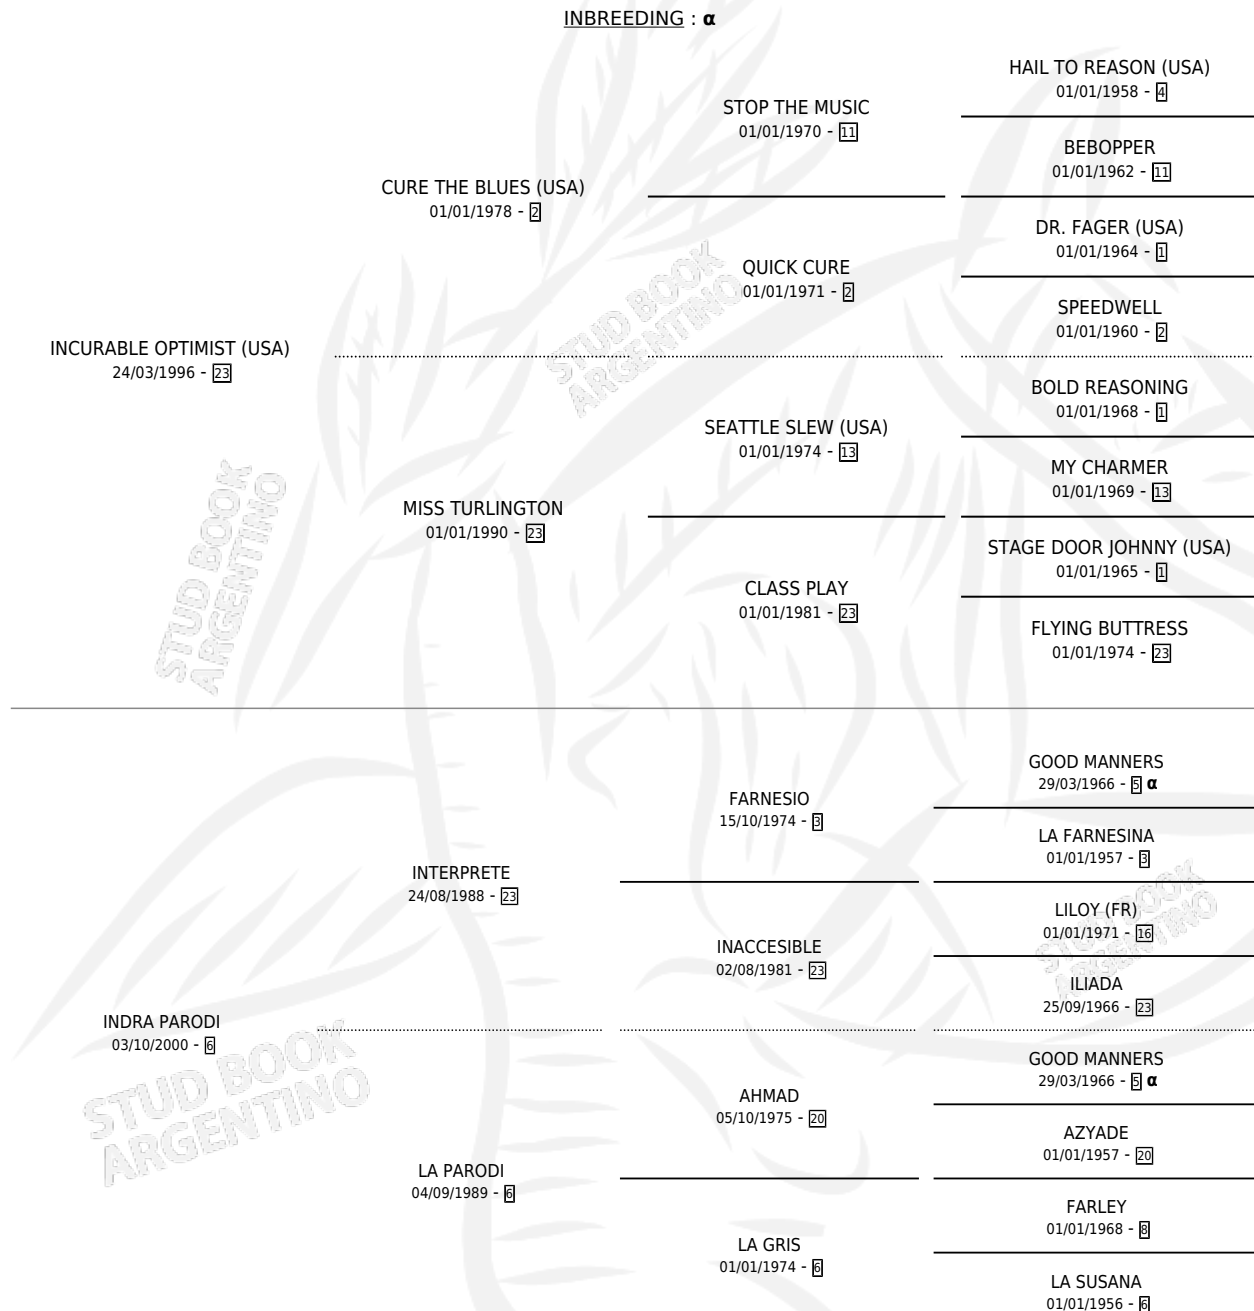 INBREEDING : α
HAIL TO REASON (USA)
01/01/1958 - 4
STOP THE MUSIC
01/01/1970 - 11
BEBOPPER
01/01/1962 - 11
CURE THE BLUES (USA)
01/01/1978 - 2
DR. FAGER (USA)
01/01/1964 - 1
QUICK CURE
01/01/1971 - 2
SPEEDWELL
01/01/1960 - 2
INCURABLE OPTIMIST (USA)
24/03/1996 - 23
BOLD REASONING
01/01/1968 - 1
SEATTLE SLEW (USA)
01/01/1974 - 13
MY CHARMER
01/01/1969 - 13
MISS TURLINGTON
01/01/1990 - 23
STAGE DOOR JOHNNY (USA)
01/01/1965 - 1
CLASS PLAY
01/01/1981 - 23
FLYING BUTTRESS
01/01/1974 - 23
GOOD MANNERS
29/03/1966 - 5 α
FARNESIO
15/10/1974 - 3
LA FARNESINA
01/01/1957 - 3
INTERPRETE
24/08/1988 - 23
LILOY (FR)
01/01/1971 - 16
INACCESIBLE
02/08/1981 - 23
ILIADA
25/09/1966 - 23
INDRA PARODI
03/10/2000 - 6
GOOD MANNERS
29/03/1966 - 5 α
AHMAD
05/10/1975 - 20
AZYADE
01/01/1957 - 20
LA PARODI
04/09/1989 - 6
FARLEY
01/01/1968 - 8
LA GRIS
01/01/1974 - 6
LA SUSANA
01/01/1956 - 6
STUD BOOK
ARGENTINO
STUD BOOK
ARGENTINO
STUD BOOK
ARGENTINO
STUD BOOK
ARGENTINO